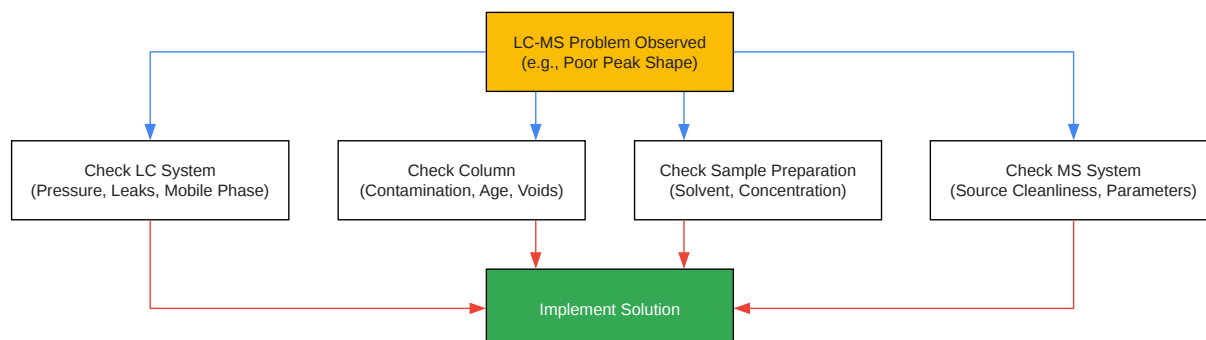 LC-MS Problem Observed
(e.g., Poor Peak Shape)
Check LC System
(Pressure, Leaks, Mobile Phase)
Check Column
(Contamination, Age, Voids)
Check Sample Preparation
(Solvent, Concentration)
Check MS System
(Source Cleanliness, Parameters)
Implement Solution